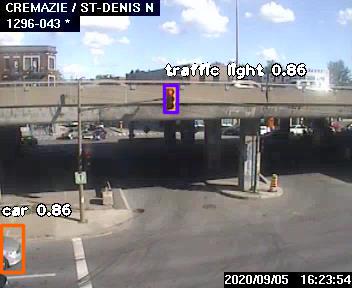 CREMAZIE / ST-DENIS N
1296-043 *
traffic light 0.86
car 0.86
2020/09/05 16:23:54